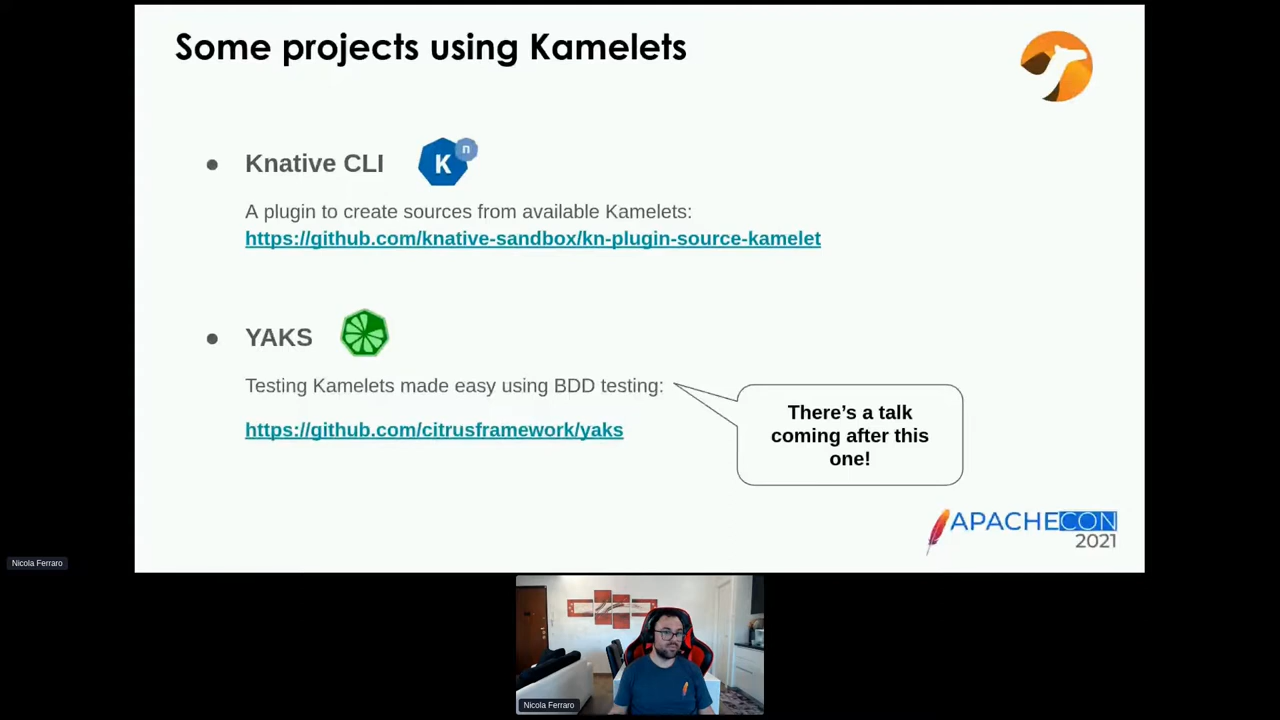 Some projects using Kamelets
Knative CLI
K
n
A plugin to create sources from available Kamelets:
https://github.com/knative-sandbox/kn-plugin-source-kamelet
YAKS
Testing Kamelets made easy using BDD testing:
https://github.com/citrusframework/yaks
There’s a talk
coming after this
one!
APACHECON
2021
Nicola Ferraro
Nicola Ferraro